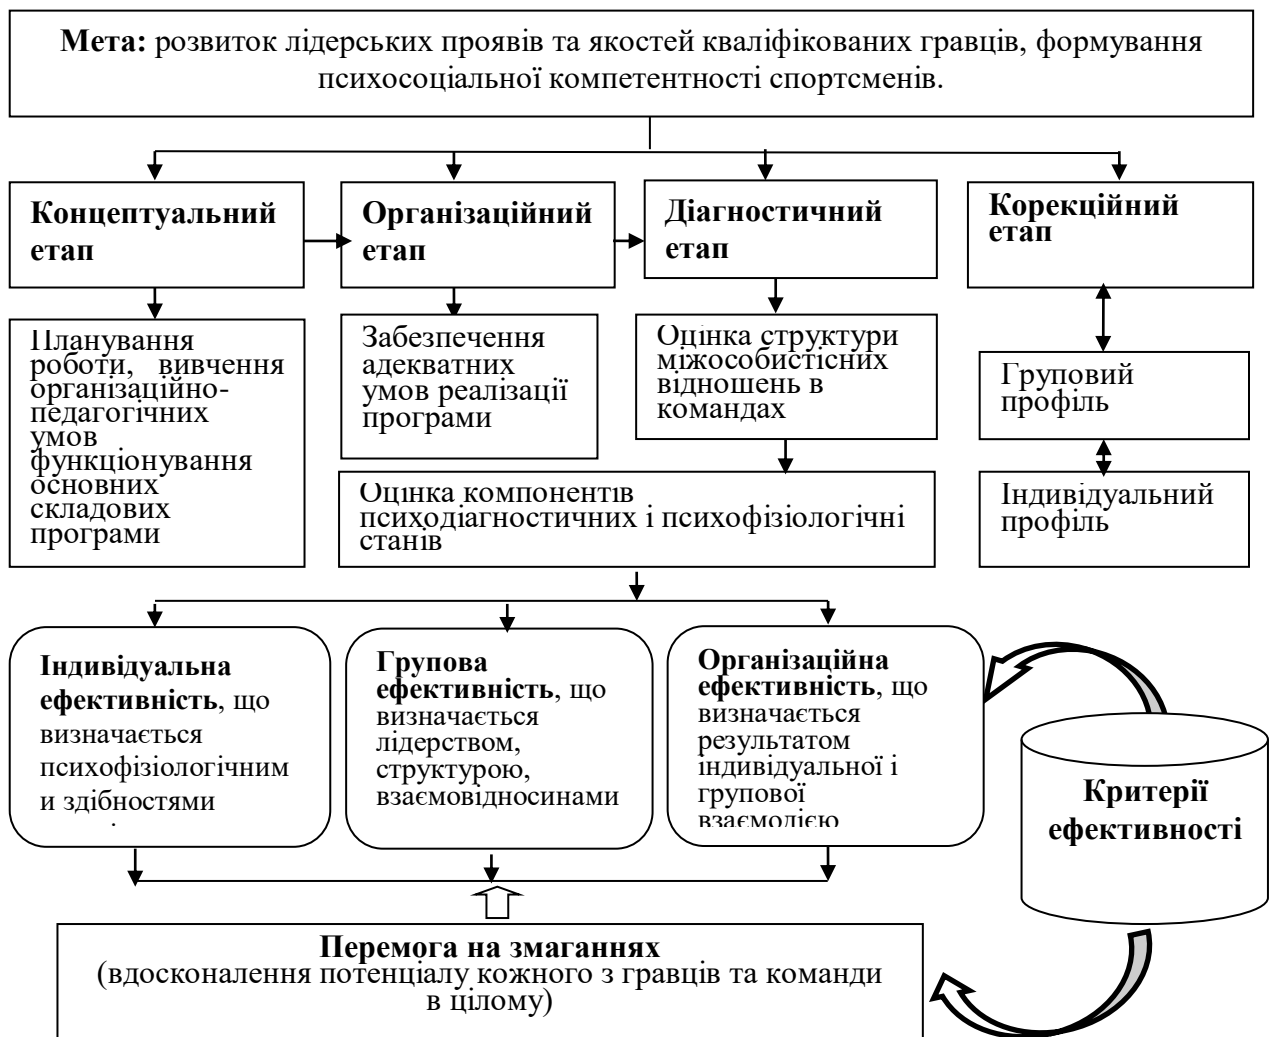 Мета: розвиток лідерських проявів та якостей кваліфікованих гравців, формування
психосоціальної компетентності спортсменів.
Концептуальний
етап
Організаційний
етап
Діагностичний
етап
Корекційний
етап
Планування
роботи, вивчення
організаційно-
педагогічних
умов
функціонування
основних
складових
програми
Забезпечення
адекватних
умов реалізації
програми
Оцінка структури
міжособистісних
відношень в
командах
Груповий
профіль
Оцінка компонентів
психодіагностичних і психофізіологічні
станів
Індивідуальний
профіль
Індивідуальна
ефективність, що
визначається
психофізіологічним
и здібностями
Групова
ефективність, що
визначається
лідерством,
структурою,
взаємовідносинами
Організаційна
ефективність, що
визначається
результатом
індивідуальної і
групової
взаємодією
Критерії
ефективності
Перемога на змаганнях
(вдосконалення потенціалу кожного з гравців та команди
в цілому)